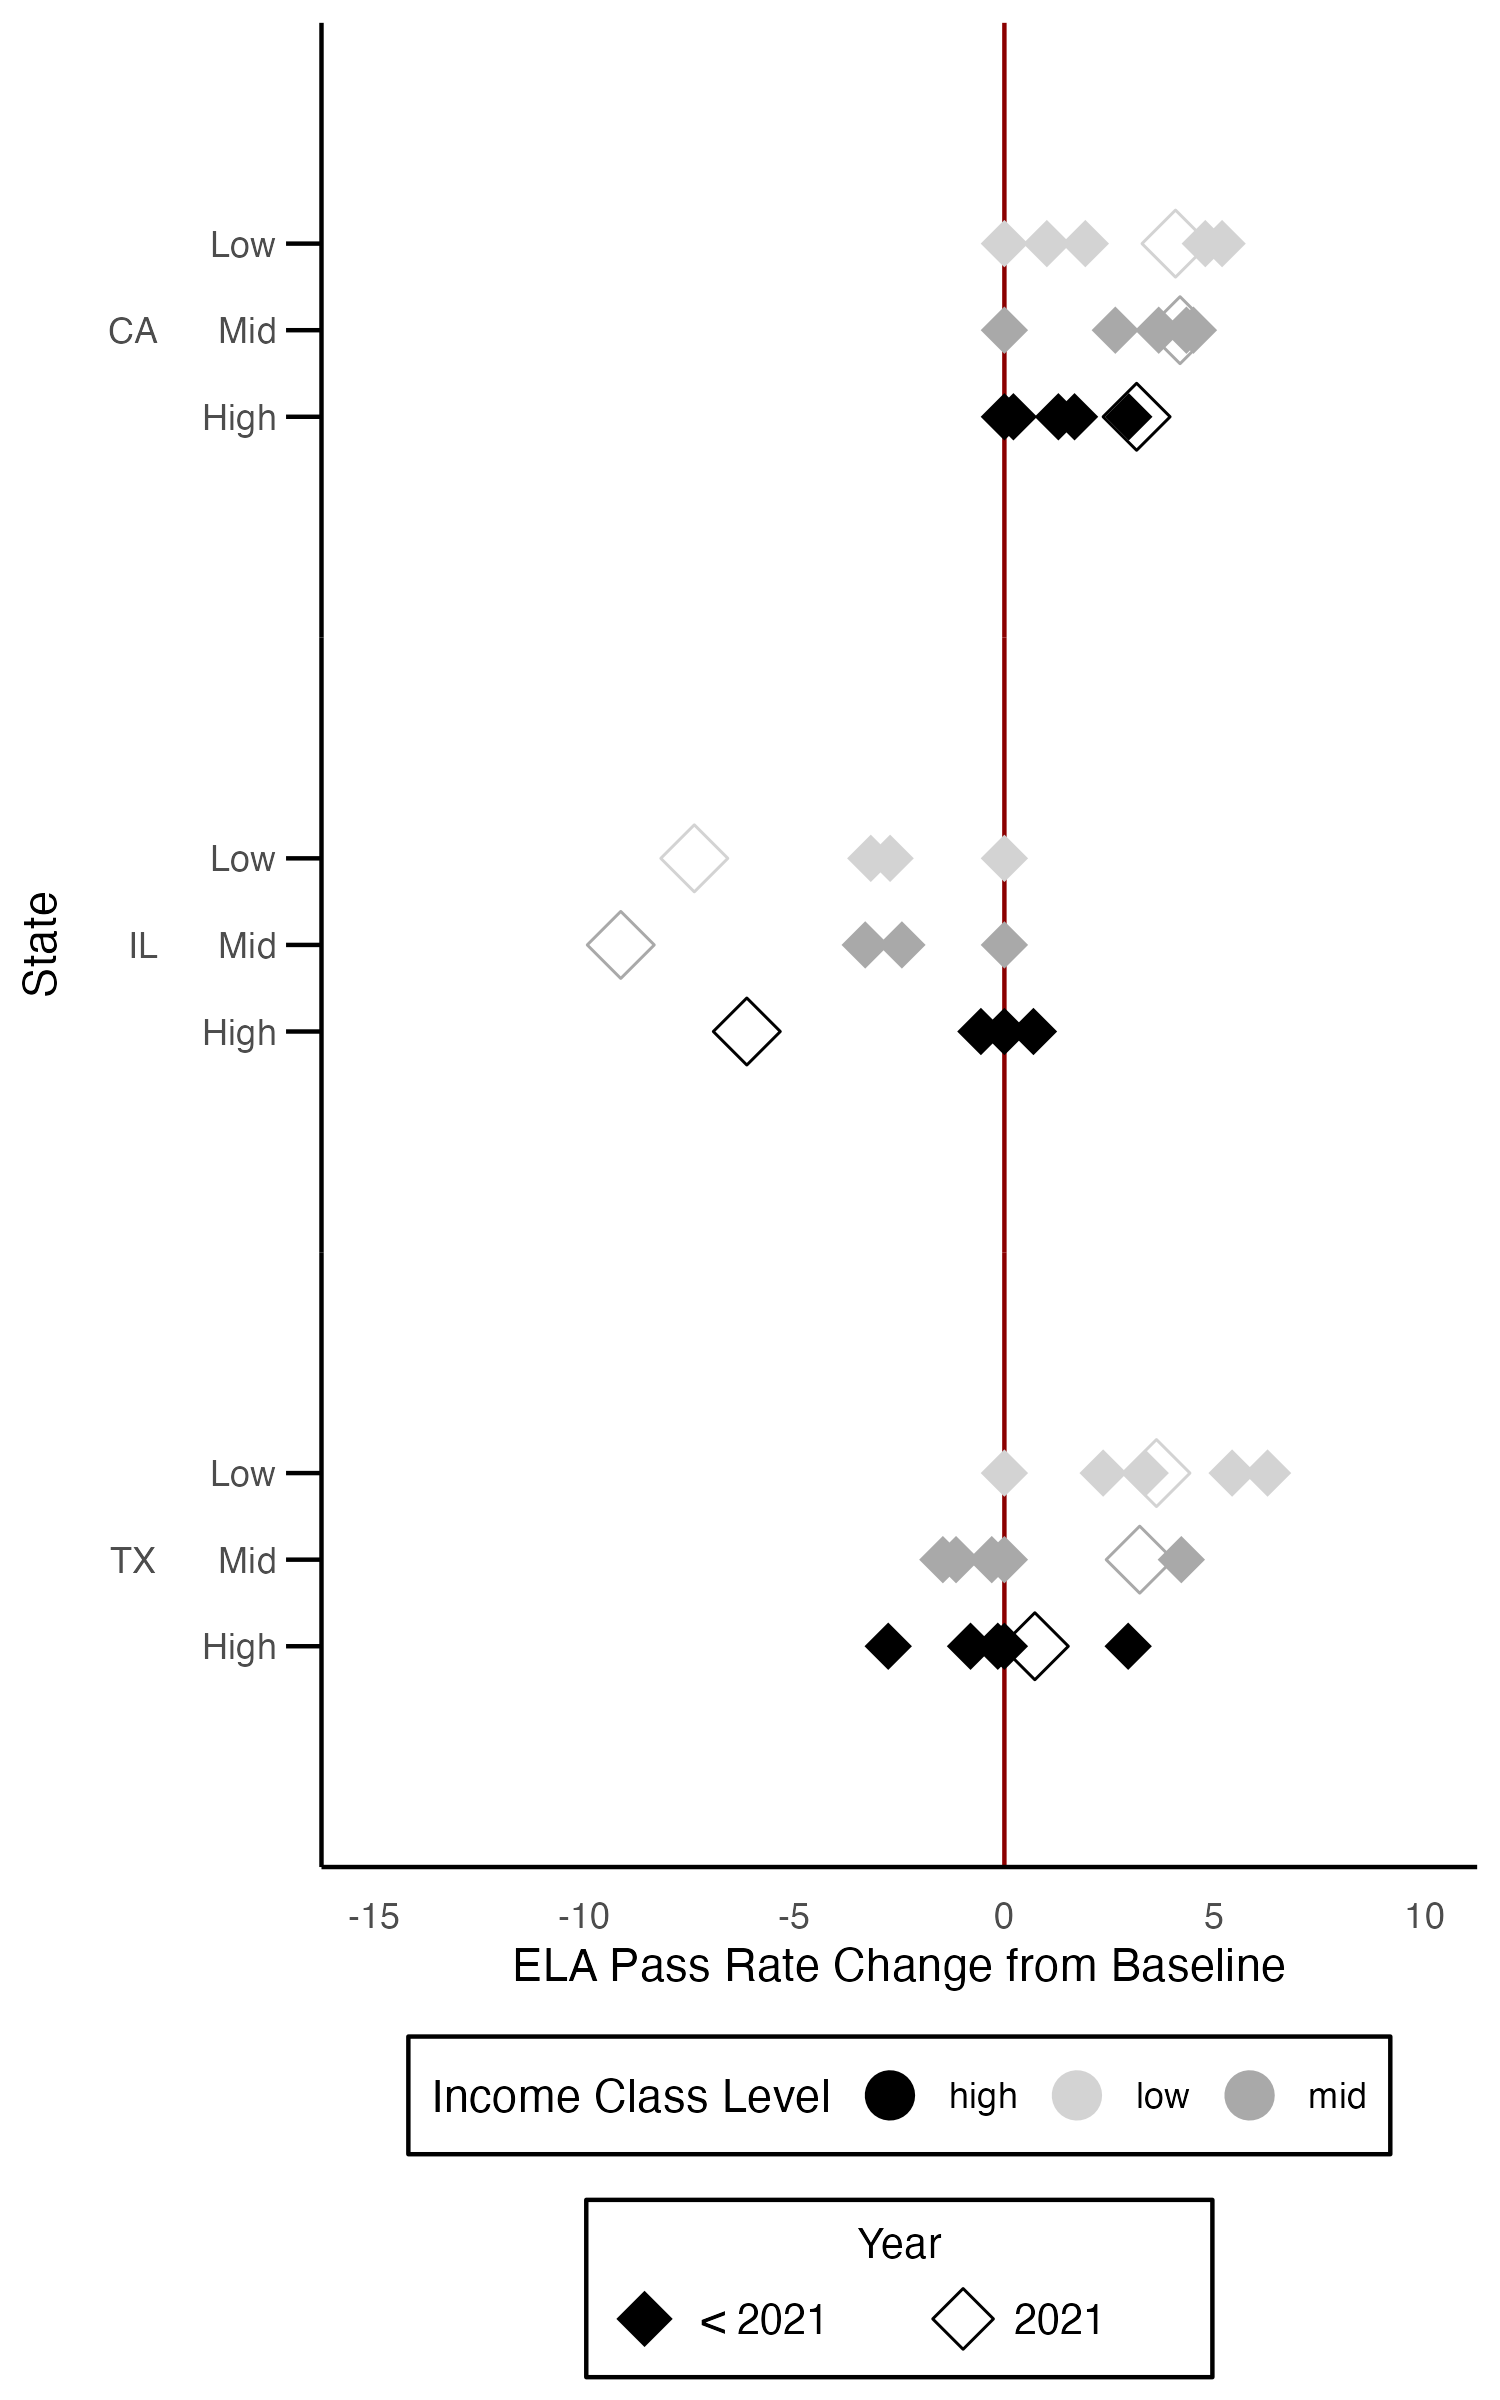 Low
CA Mid
High
Low
State IL Mid
High
Low
TX Mid
High
-15 -10 -5 0 5 10
ELA Pass Rate Change from Baseline
Income Class Level high low mid
Year
< 2021 2021